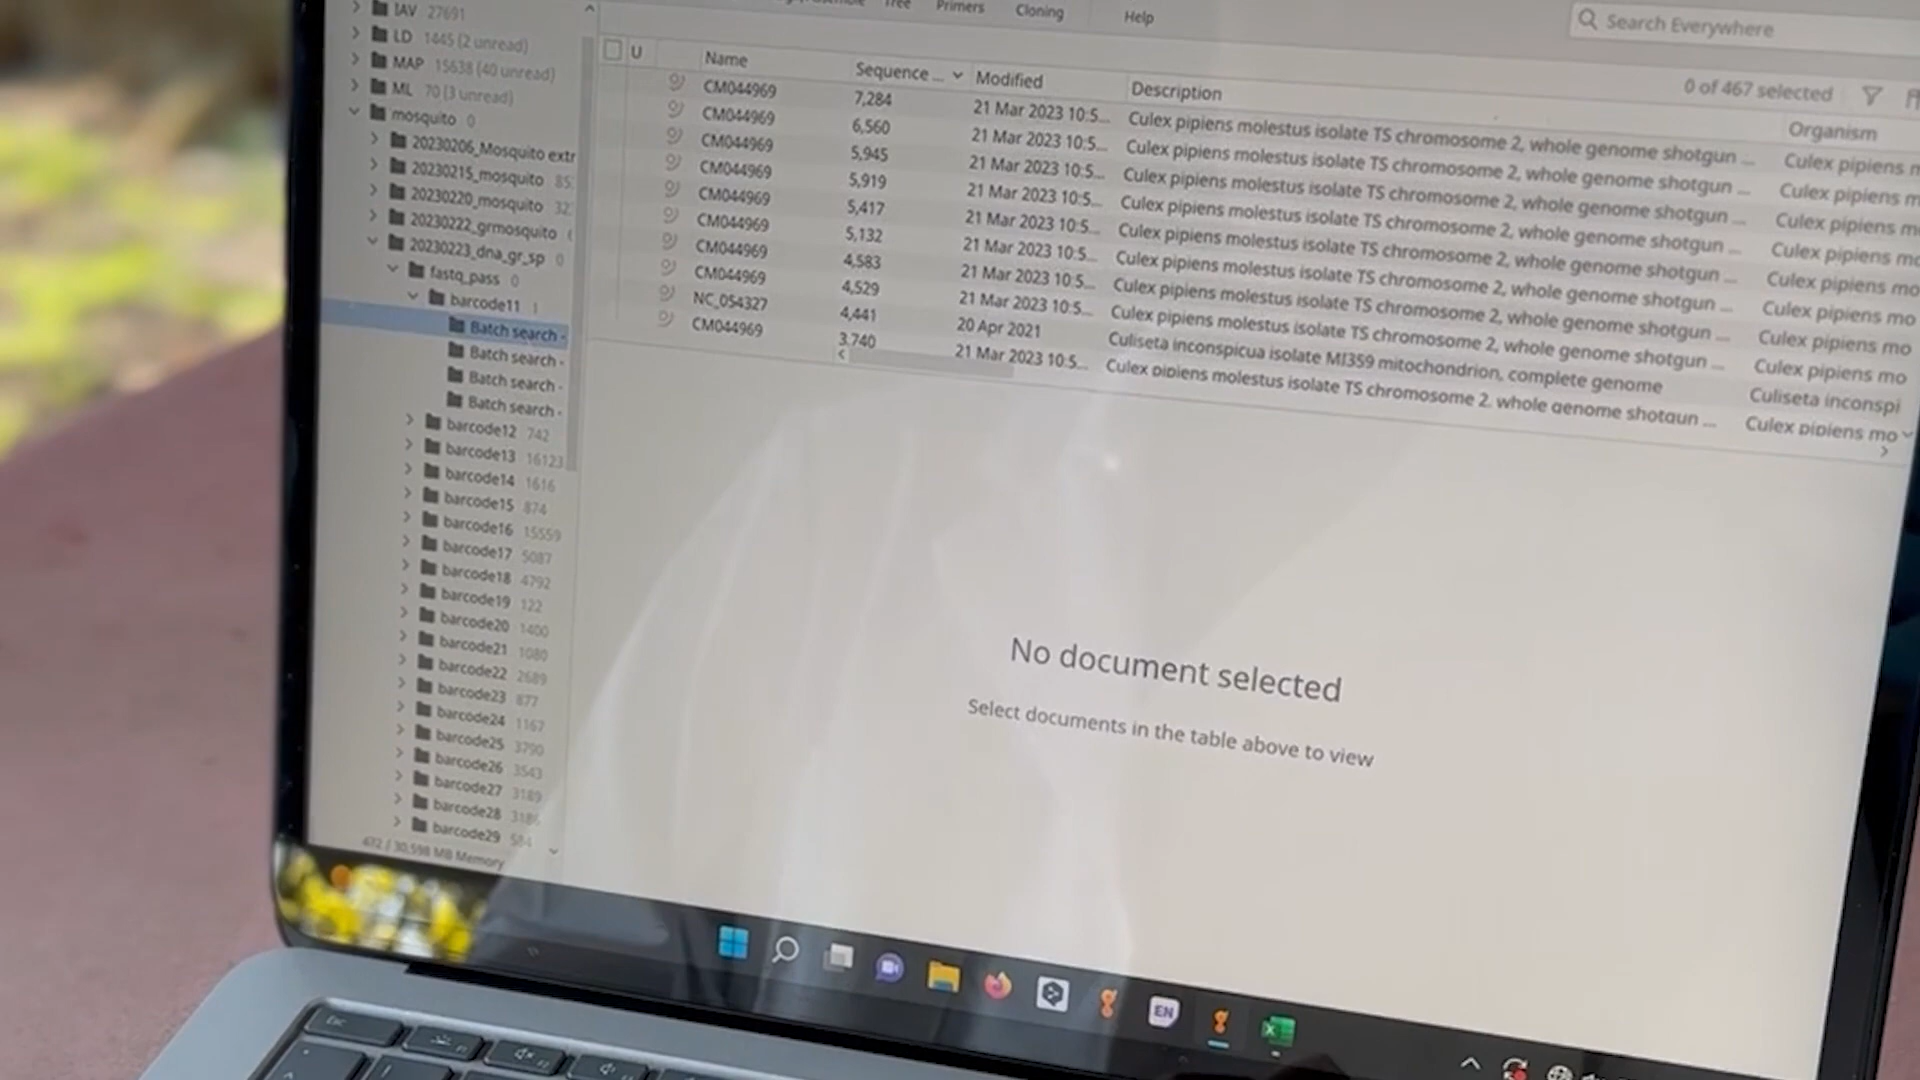 Tree Primers Cloning Help
Search Everywhere
IAV 27691
LD 1445 (2 unread)
MAP 15638 (40 unread)
ML 70 (3 unread)
mosquito 0
20230206_Mosquito extr
20230215_mosquito 85
20230220_mosquito 32
20230222_grmosquito
20230223_dna_gr_sp 0
fastq_pass 0
barcode11 1
Batch search -
Batch search -
Batch search -
Batch search -
barcode12 742
barcode13 16123
barcode14 1616
barcode15 874
barcode16 15559
barcode17 5087
barcode18 4792
barcode19 122
barcode20 1400
barcode21 1080
barcode22 2689
barcode23 877
barcode24 1167
barcode25 3790
barcode26 3543
barcode27 3189
barcode28
barcode29 584
472 / 30,598 MB Memory
0 of 467 selected
U Name Sequence ... Modified Description Organism
CM044969 7,284 21 Mar 2023 10:5... Culex pipiens molestus isolate TS chromosome 2, whole genome shotgun ... Culex pipiens m
CM044969 6,560 21 Mar 2023 10:5... Culex pipiens molestus isolate TS chromosome 2, whole genome shotgun ... Culex pipiens m
CM044969 5,945 21 Mar 2023 10:5... Culex pipiens molestus isolate TS chromosome 2, whole genome shotgun ... Culex pipiens m
CM044969 5,919 21 Mar 2023 10:5... Culex pipiens molestus isolate TS chromosome 2, whole genome shotgun ... Culex pipiens mo
CM044969 5,417 21 Mar 2023 10:5... Culex pipiens molestus isolate TS chromosome 2, whole genome shotgun ... Culex pipiens mo
CM044969 5,132 21 Mar 2023 10:5... Culex pipiens molestus isolate TS chromosome 2, whole genome shotgun ... Culex pipiens mo
CM044969 4,583 21 Mar 2023 10:5... Culex pipiens molestus isolate TS chromosome 2, whole genome shotgun ... Culex pipiens mo
CM044969 4,529 21 Mar 2023 10:5... Culex pipiens molestus isolate TS chromosome 2, whole genome shotgun ... Culex pipiens mo
NC_054327 4,441 20 Apr 2021 Culiseta inconspicua isolate MI359 mitochondrion, complete genome Culiseta inconspi
CM044969 3,740 21 Mar 2023 10:5... Culex pipiens molestus isolate TS chromosome 2, whole genome shotgun ... Culex pipiens mo
No document selected
Select documents in the table above to view
EN
Esc